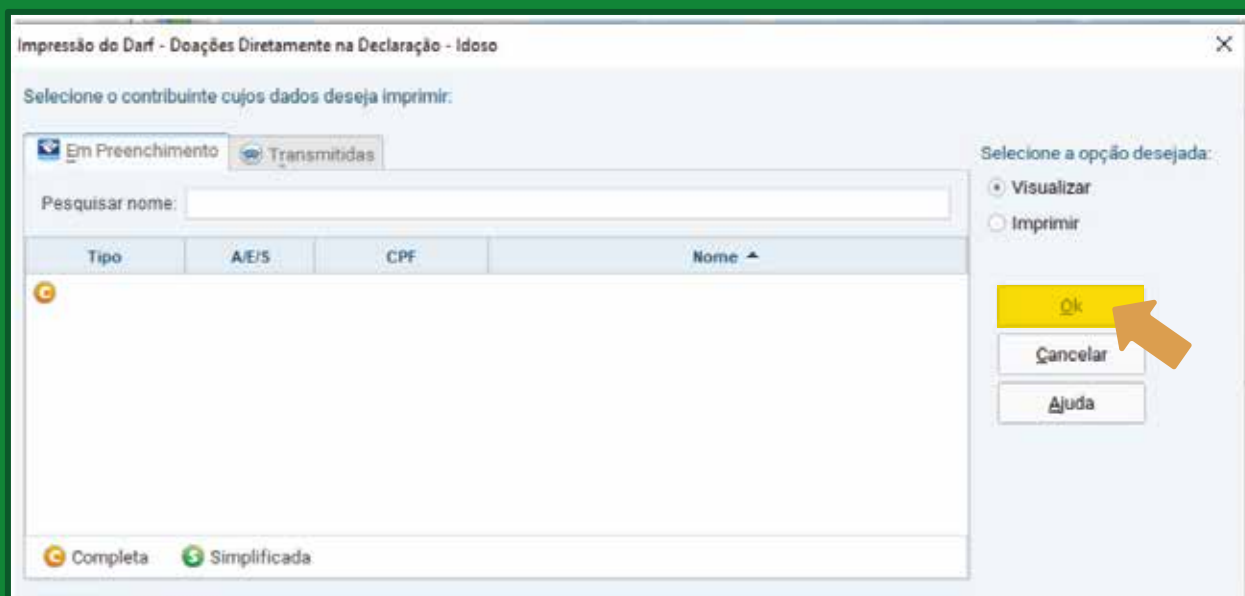 Impressão do Darf - Doações Diretamente na Declaração - Idoso
Selecione o contribuinte cujos dados deseja imprimir:
Em Preenchimento
Transmitidas
Pesquisar nome:
Tipo A/E/S CPF Nome
Completa Simplificada
Selecione a opção desejada:
Visualizar
Imprimir
Ok
Cancelar
Ajuda